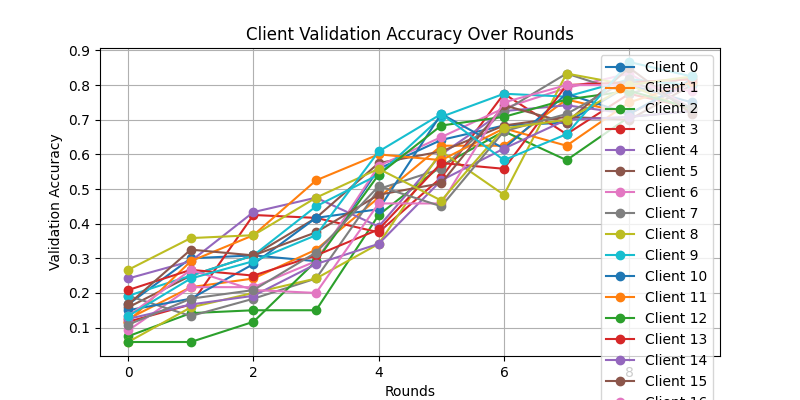 Client Validation Accuracy Over Rounds
Validation Accuracy
0.9
0.8
0.7
0.6
0.5
0.4
0.3
0.2
0.1
0
2
4
6
8
Rounds
Client 0
Client 1
Client 2
Client 3
Client 4
Client 5
Client 6
Client 7
Client 8
Client 9
Client 10
Client 11
Client 12
Client 13
Client 14
Client 15
Client 16